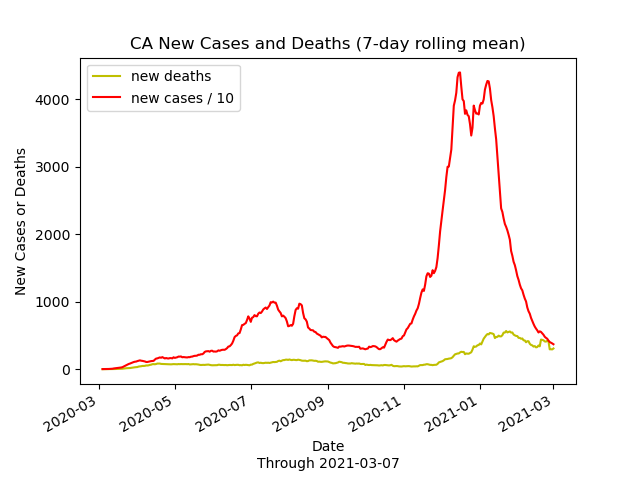 CA New Cases and Deaths (7-day rolling mean)
new deaths
new cases / 10
4000
3000
2000
1000
0
New Cases or Deaths
2020-03
2020-05
2020-07
2020-09
2020-11
2021-01
2021-03
Date
Through 2021-03-07